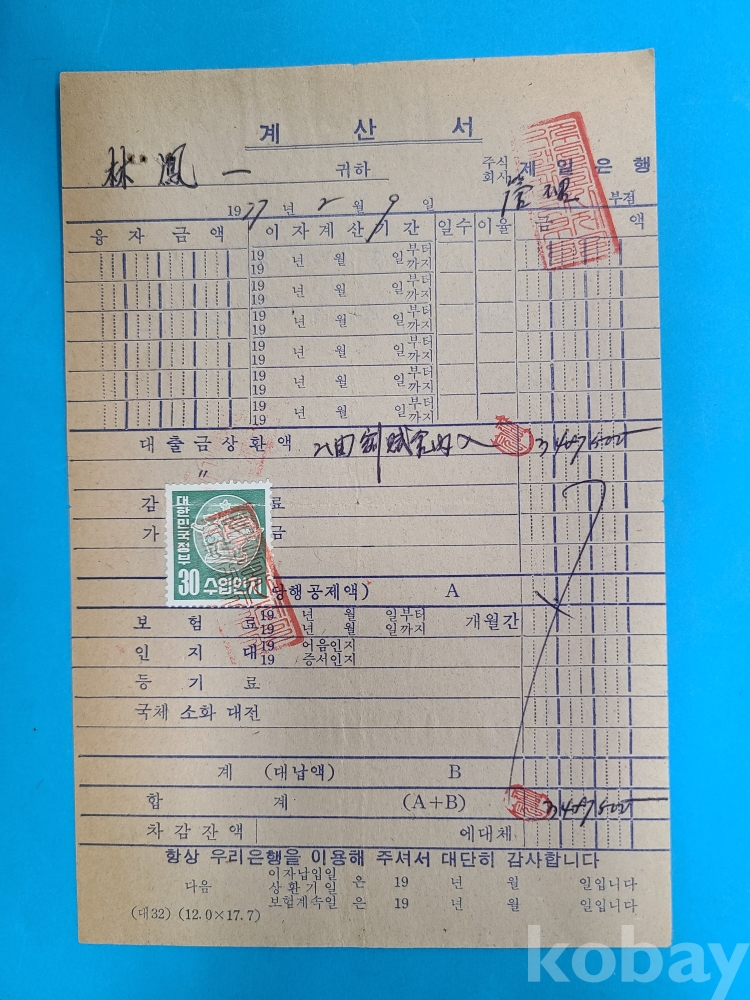 계 산 서
林 鳳 一 귀하
주식회사 제 일 은 행
管理 부점
1977 년 2 월 9 일
융 자 금 액 이 자 계 산 기 간 일수 이율 금 액
19 년 월 일부터
19 까지
19 년 월 일부터
19 까지
19 년 월 일부터
19 까지
19 년 월 일부터
19 까지
19 년 월 일부터
19 까지
19 년 월 일부터
19 까지
대 출 금 상 환 액
〃
감 료
가 금
대한민국정부
30 수입인지
당행공제액) A
보 험 료 19 년 월 일부터 개월간
19 년 월 일까지
인 지 대 19 어음인지
19 증서인지
등 기 료
국채 소화 대전
계 (대납액) B
합 계 (A+B)
차 감 잔 액 에대체
항상 우리은행을 이용해 주셔서 대단히 감사합니다
다음 이자납입일
상환기일 은 19 년 월 일입니다
보험계속일 은 19 년 월 일입니다
(대32) (12.0×17.7)
kobay